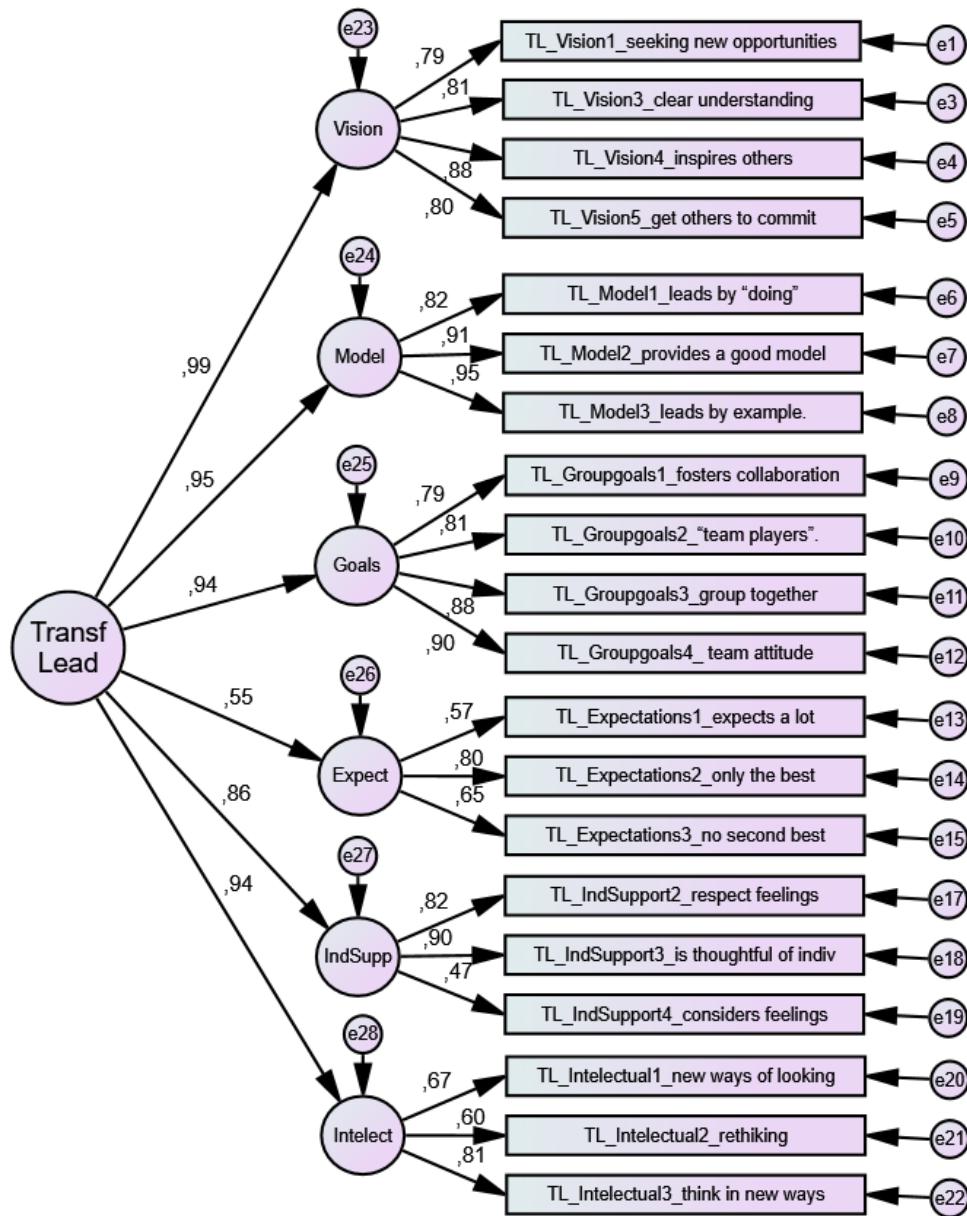 e23
TL_Vision1_seeking new opportunities
e1
,79
TL_Vision3_clear understanding
e3
,81
Vision
TL_Vision4_inspires others
e4
,88
TL_Vision5_get others to commit
e5
,80
e24
TL_Model1_leads by “doing”
e6
,82
,99
Model
,91
TL_Model2_provides a good model
e7
,95
TL_Model3_leads by example.
e8
e25
TL_Groupgoals1_fosters collaboration
e9
,95
,79
TL_Groupgoals2_“team players”.
e10
,81
Goals
,94
TL_Groupgoals3_group together
e11
,88
TL_Groupgoals4_ team attitude
e12
,90
Transf
Lead
e26
,55
TL_Expectations1_expects a lot
e13
,57
Expect
,80
TL_Expectations2_only the best
e14
,65
TL_Expectations3_no second best
e15
,86
e27
TL_IndSupport2_respect feelings
e17
,82
,94
IndSupp
,90
TL_IndSupport3_is thoughtful of indiv
e18
,47
TL_IndSupport4_considers feelings
e19
e28
TL_Intelectual1_new ways of looking
e20
,67
Intelect
,60
TL_Intelectual2_rethiking
e21
,81
TL_Intelectual3_think in new ways
e22